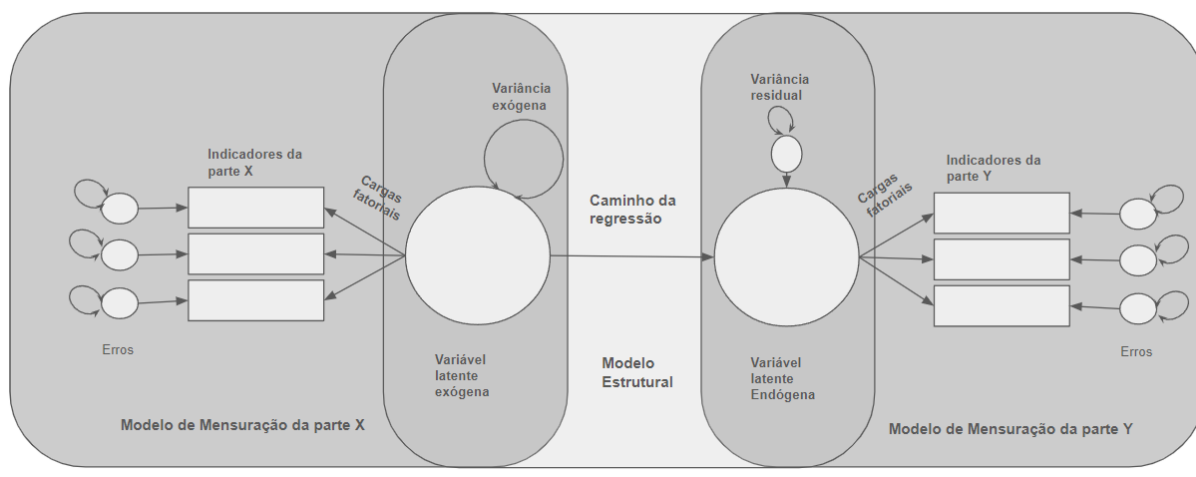 Variância
exógena
Variância
residual
Indicadores da
parte X
Cargas
fatoriais
Caminho da
regressão
Cargas
fatoriais
Indicadores da
parte Y
Erros
Variável
latente
exógena
Modelo
Estrutural
Variável
latente
Endógena
Erros
Modelo de Mensuração da parte X
Modelo de Mensuração da parte Y